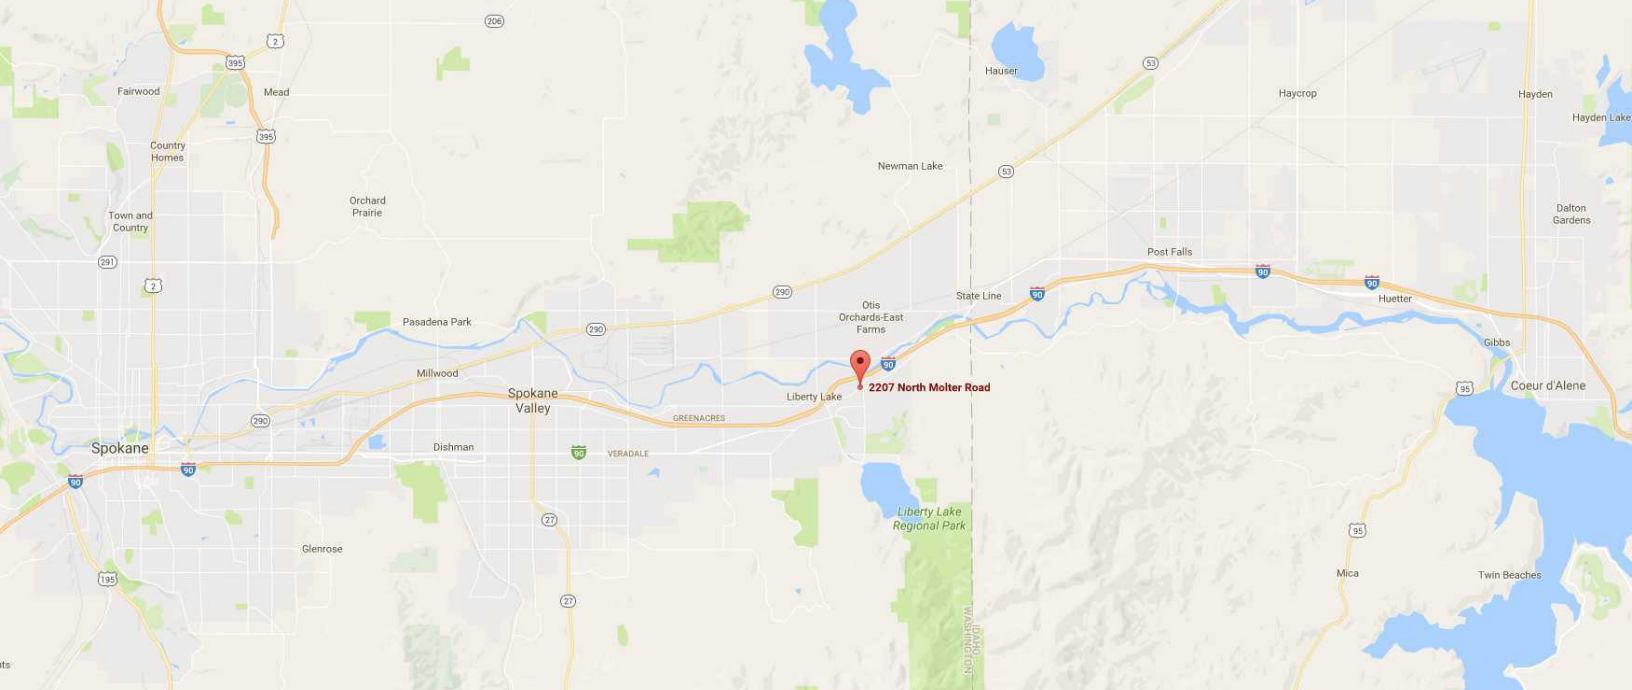 206
2
395
53
Hauser
Fairwood
Mead
Haycrop
Hayden
Hayden Lake
395
Country
Homes
Newman Lake
53
Orchard
Prairie
Town and
Country
Dalton
Gardens
291
Post Falls
90
90
2
290
State Line
90
Huetter
Otis
Orchards-East
Farms
Pasadena Park
290
Gibbs
90
Millwood
2207 North Molter Road
95
Coeur d'Alene
Spokane
Valley
Liberty Lake
290
GREENACRES
Spokane
Dishman
90
VERADALE
90
90
Liberty Lake
Regional Park
27
95
Glenrose
195
Mica
Twin Beaches
27
IDAHO
WASHINGTON
ts